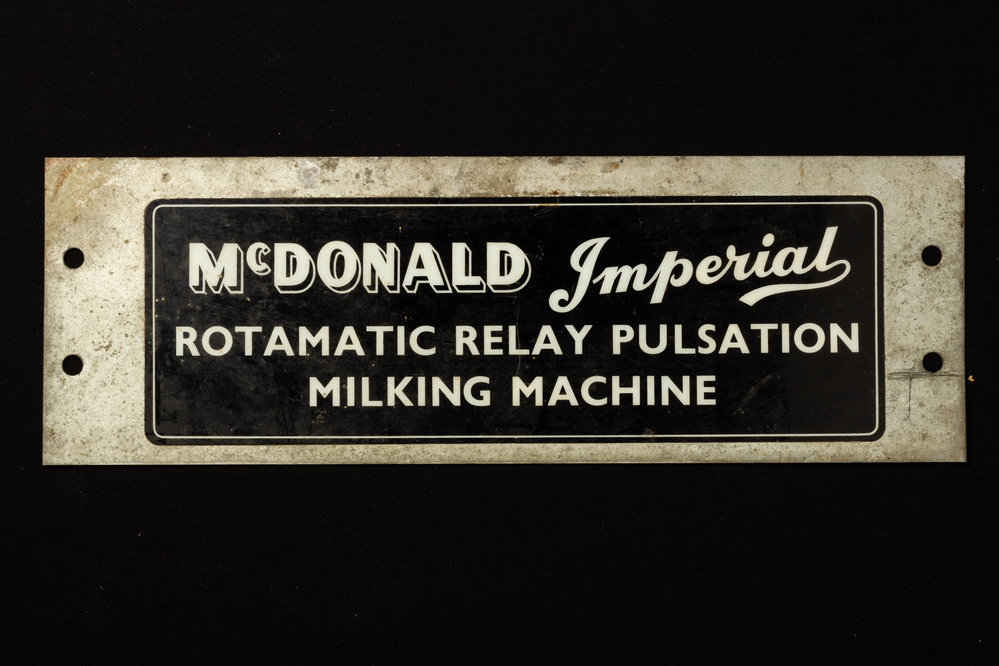 McDONALD Imperial
ROTAMATIC RELAY PULSATION
MILKING MACHINE